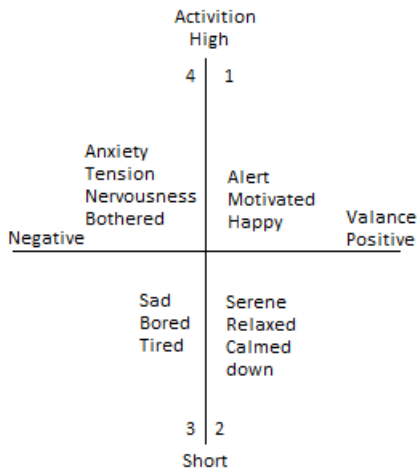 Activition
High
4 1
Anxiety
Tension
Nervousness
Bothered
Alert
Motivated
Happy
Negative
Valance
Positive
Sad
Bored
Tired
Serene
Relaxed
Calmed
down
3 2
Short